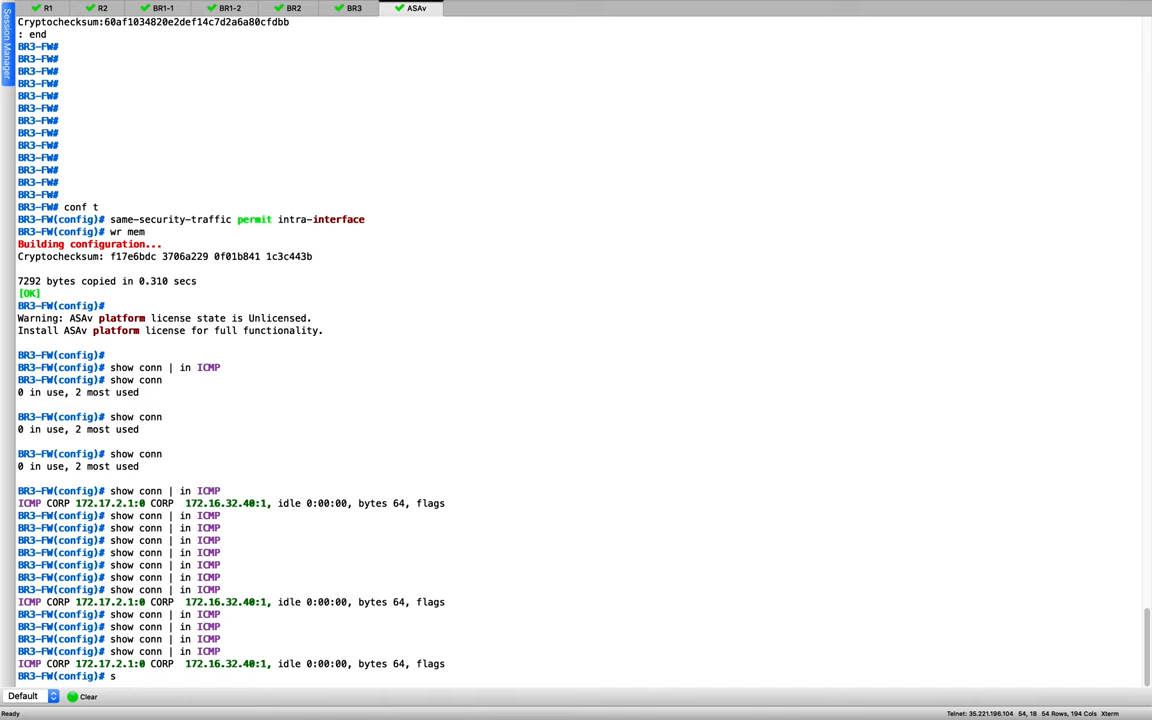 R1 R2 BR1-1 BR1-2 BR2 BR3 ASAv
Session Manager
Cryptochecksum:60af1034820e2def14c7d2a6a80cfdbb
: end
BR3-FW#
BR3-FW#
BR3-FW#
BR3-FW#
BR3-FW#
BR3-FW#
BR3-FW#
BR3-FW#
BR3-FW#
BR3-FW#
BR3-FW#
BR3-FW#
BR3-FW#
BR3-FW# conf t
BR3-FW(config)# same-security-traffic permit intra-interface
BR3-FW(config)# wr mem
Building configuration...
Cryptochecksum: f17e6bdc 3706a229 0f01b841 1c3c443b
7292 bytes copied in 0.310 secs
[OK]
BR3-FW(config)#
Warning: ASAv platform license state is Unlicensed.
Install ASAv platform license for full functionality.
BR3-FW(config)#
BR3-FW(config)# show conn | in ICMP
BR3-FW(config)# show conn
0 in use, 2 most used
BR3-FW(config)# show conn
0 in use, 2 most used
BR3-FW(config)# show conn
0 in use, 2 most used
BR3-FW(config)# show conn | in ICMP
ICMP CORP 172.17.2.1:0 CORP  172.16.32.40:1, idle 0:00:00, bytes 64, flags
BR3-FW(config)# show conn | in ICMP
BR3-FW(config)# show conn | in ICMP
BR3-FW(config)# show conn | in ICMP
BR3-FW(config)# show conn | in ICMP
BR3-FW(config)# show conn | in ICMP
BR3-FW(config)# show conn | in ICMP
BR3-FW(config)# show conn | in ICMP
ICMP CORP 172.17.2.1:0 CORP  172.16.32.40:1, idle 0:00:00, bytes 64, flags
BR3-FW(config)# show conn | in ICMP
BR3-FW(config)# show conn | in ICMP
BR3-FW(config)# show conn | in ICMP
BR3-FW(config)# show conn | in ICMP
ICMP CORP 172.17.2.1:0 CORP  172.16.32.40:1, idle 0:00:00, bytes 64, flags
BR3-FW(config)# s
Default Clear
Ready Telnet: 35.221.196.104 54, 18 54 Rows, 194 Cols Xterm